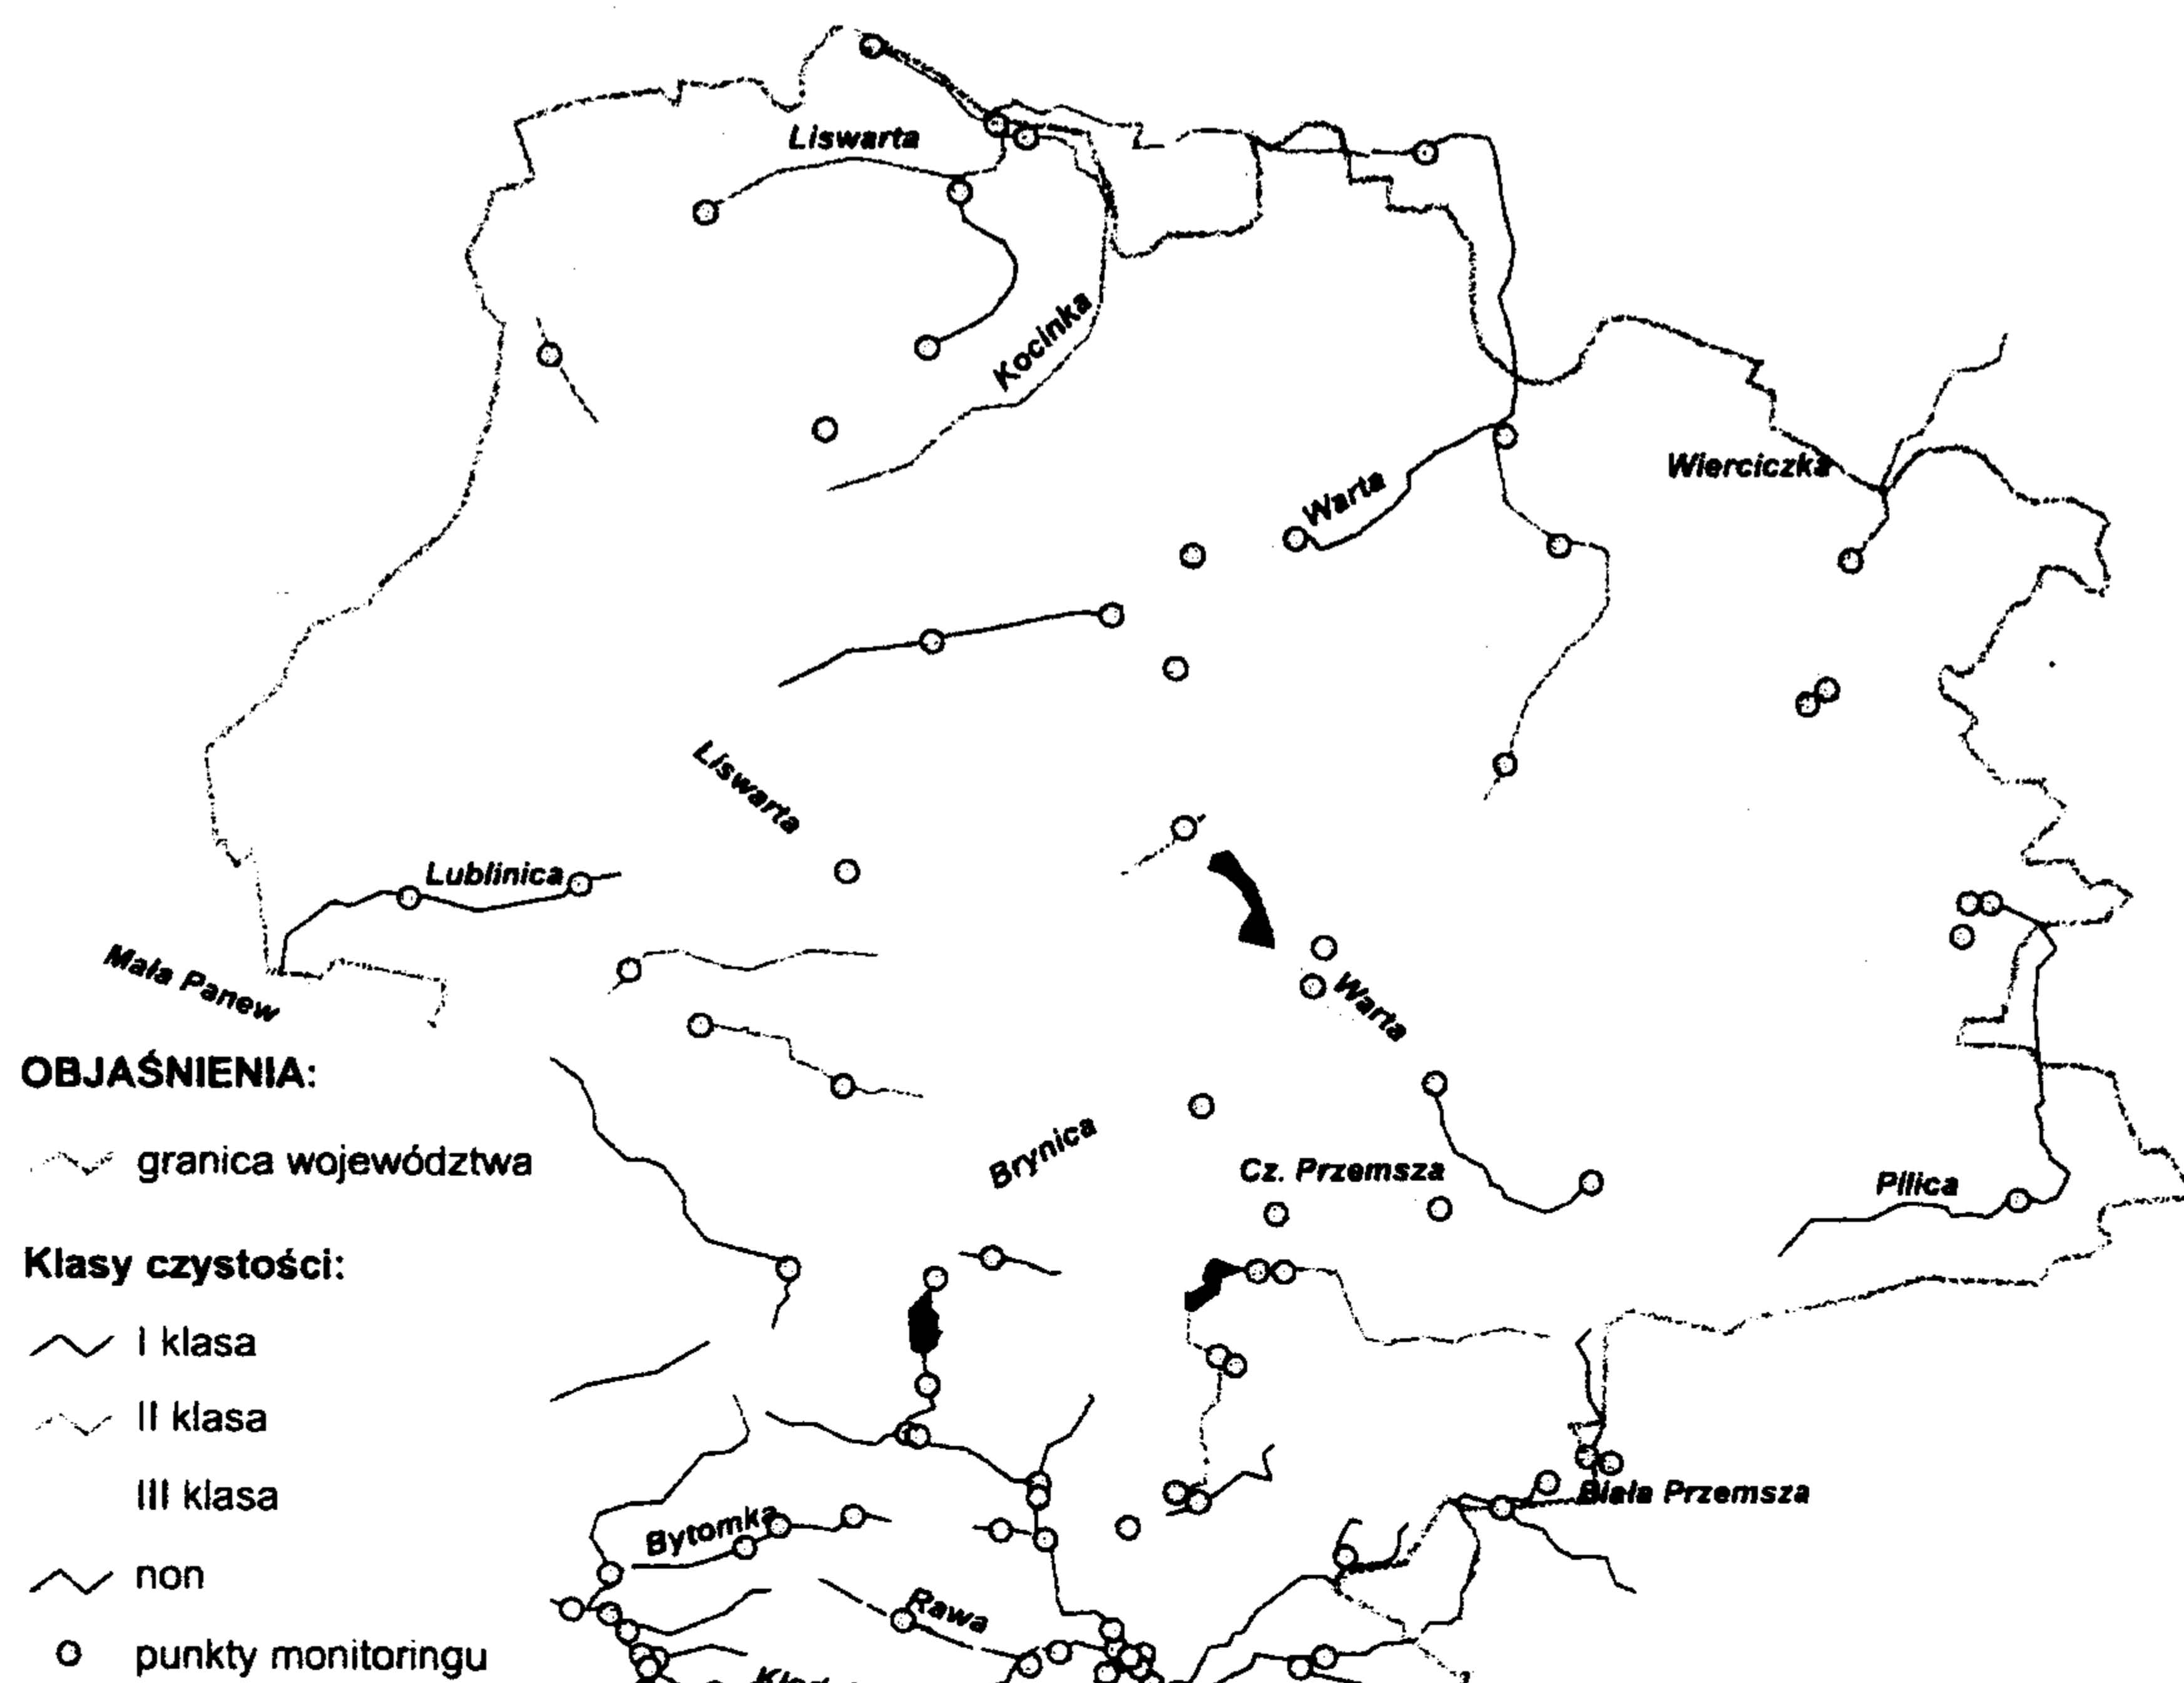 Liswarta
Kocinka
Warta
Wierciczka
Liswarta
Lublinica
Mała Panew
Warta
Brynica
Cz. Przemsza
Pilica
OBJAŚNIENIA:
granica województwa
Klasy czystości:
I klasa
II klasa
III klasa
non
punkty monitoringu
Bytomka
Rawa
Biała Przemsza